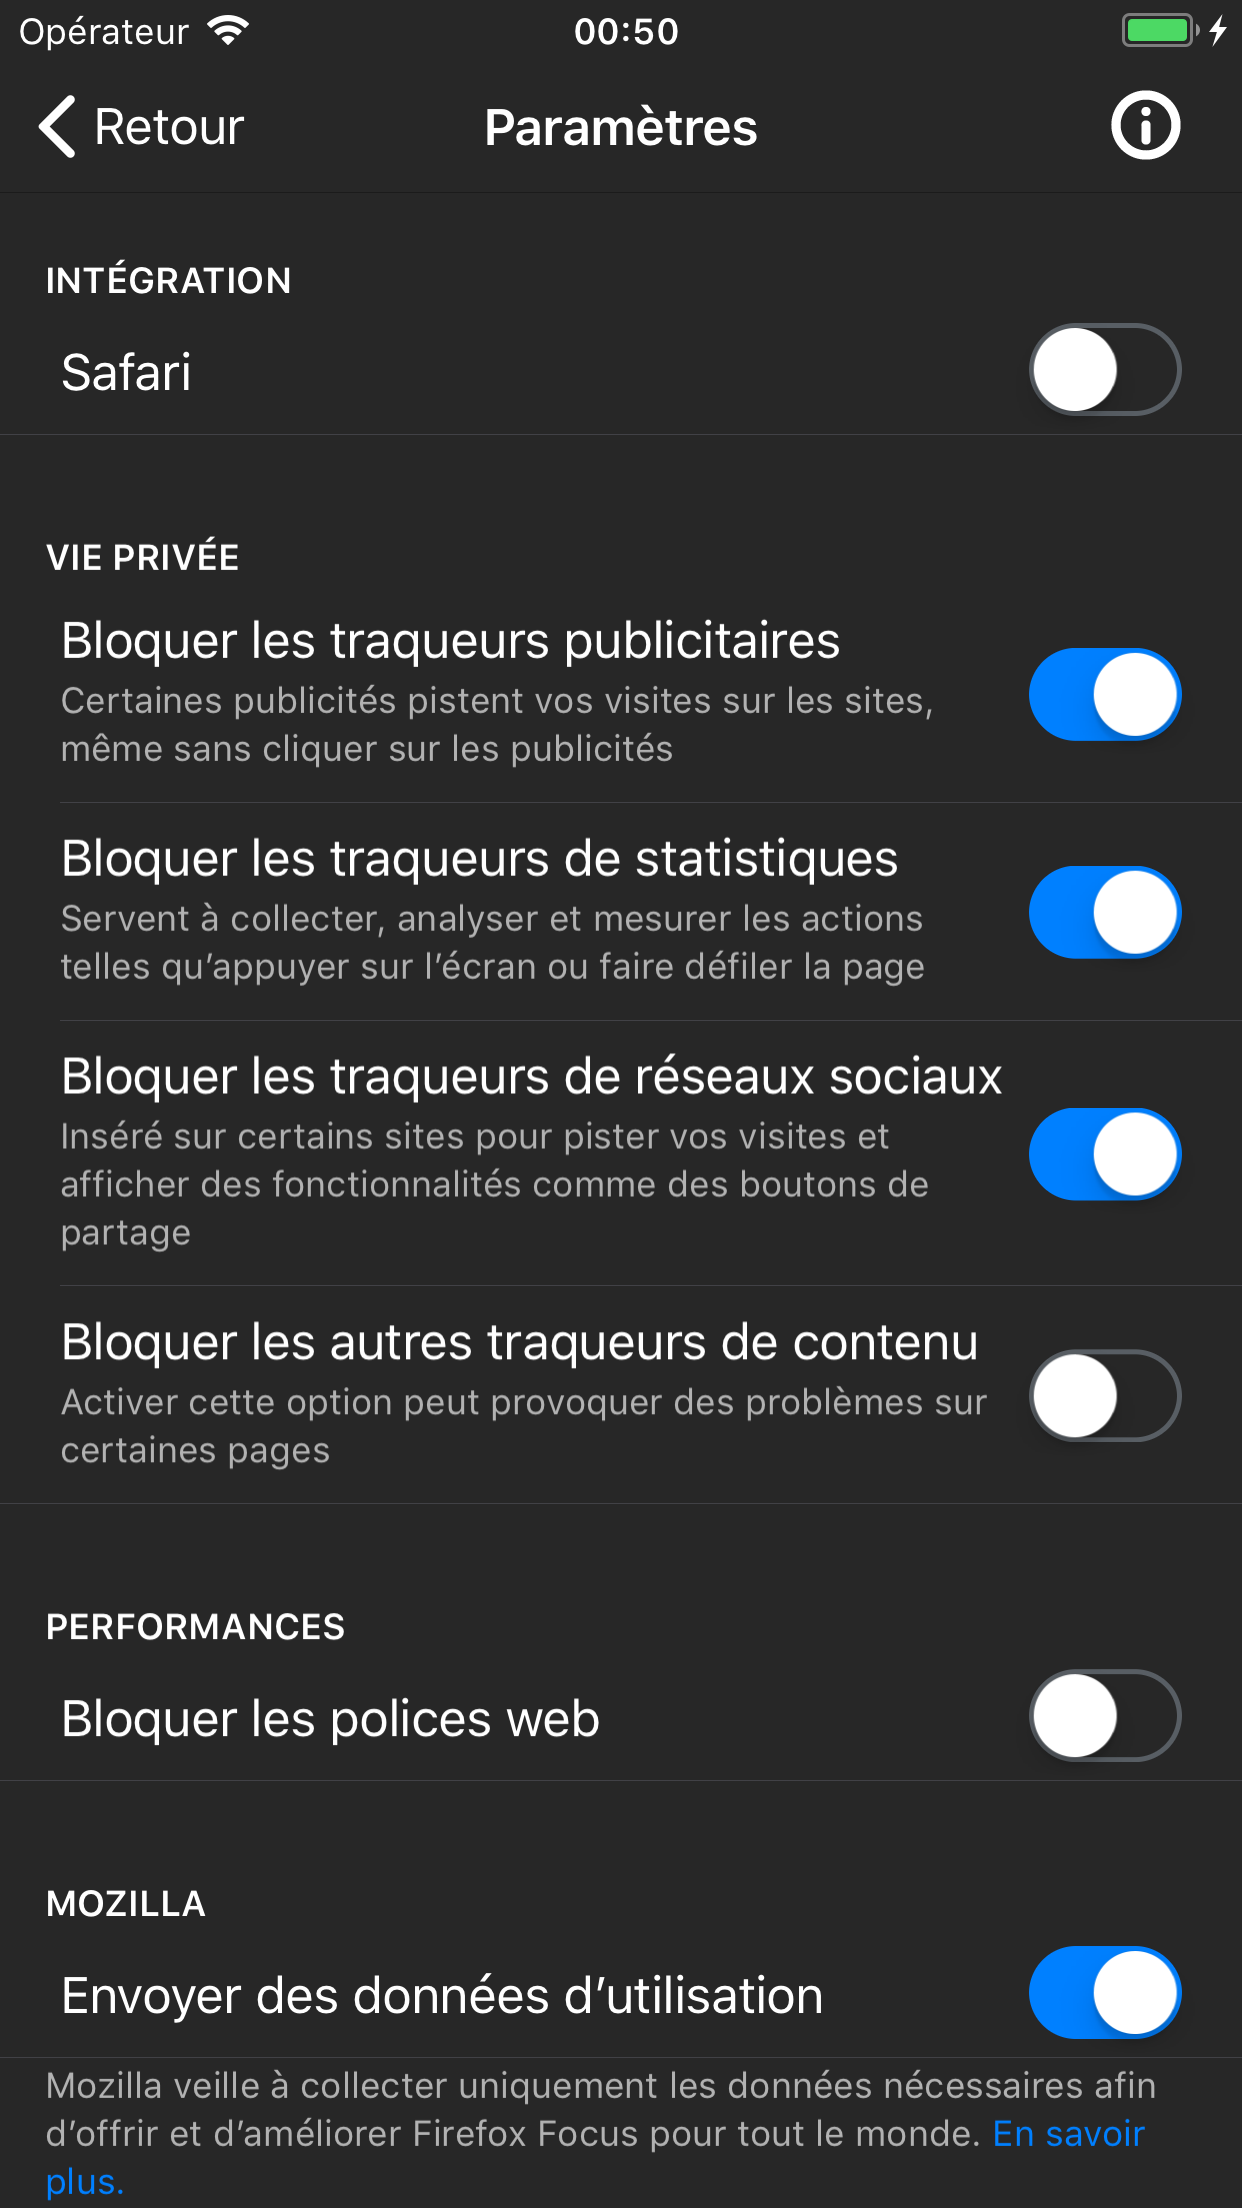 Opérateur
00:50
Retour
Paramètres
INTÉGRATION
Safari
VIE PRIVÉE
Bloquer les traqueurs publicitaires
Certaines publicités pistent vos visites sur les sites,
même sans cliquer sur les publicités
Bloquer les traqueurs de statistiques
Servent à collecter, analyser et mesurer les actions
telles qu’appuyer sur l’écran ou faire défiler la page
Bloquer les traqueurs de réseaux sociaux
Inséré sur certains sites pour pister vos visites et
afficher des fonctionnalités comme des boutons de
partage
Bloquer les autres traqueurs de contenu
Activer cette option peut provoquer des problèmes sur
certaines pages
PERFORMANCES
Bloquer les polices web
MOZILLA
Envoyer des données d’utilisation
Mozilla veille à collecter uniquement les données nécessaires afin
d’offrir et d’améliorer Firefox Focus pour tout le monde. En savoir
plus.